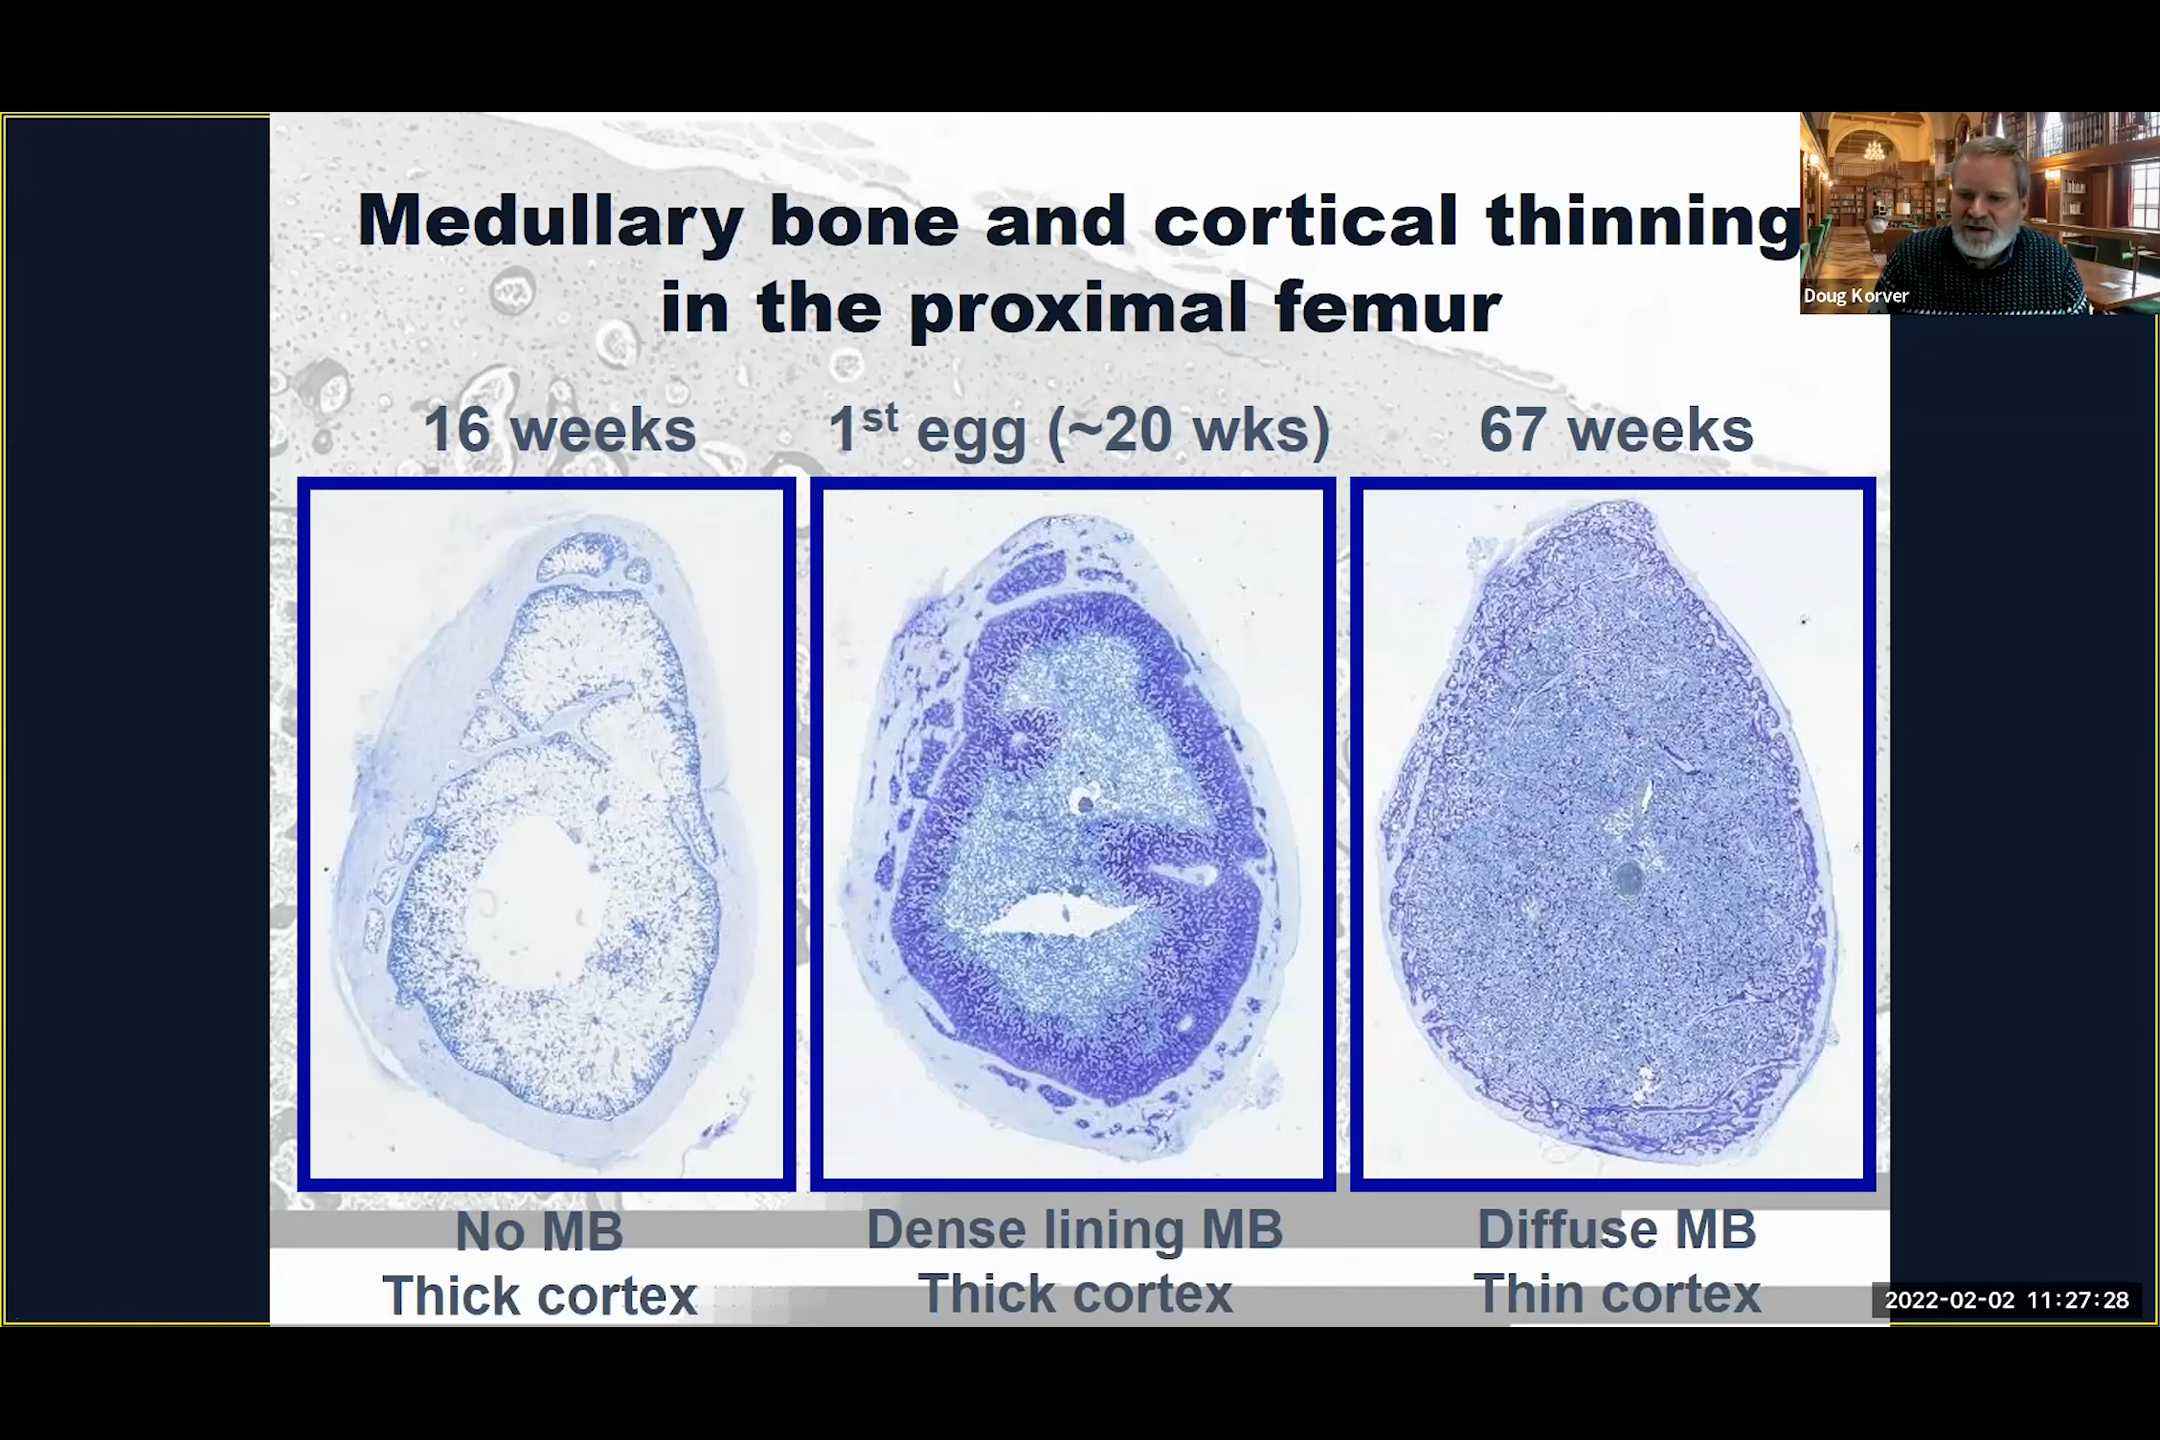 Medullary bone and cortical thinning
in the proximal femur
Doug Korver
16 weeks
1st egg (~20 wks)
67 weeks
No MB
Thick cortex
Dense lining MB
Thick cortex
Diffuse MB
Thin cortex
2022-02-02 11:27:28